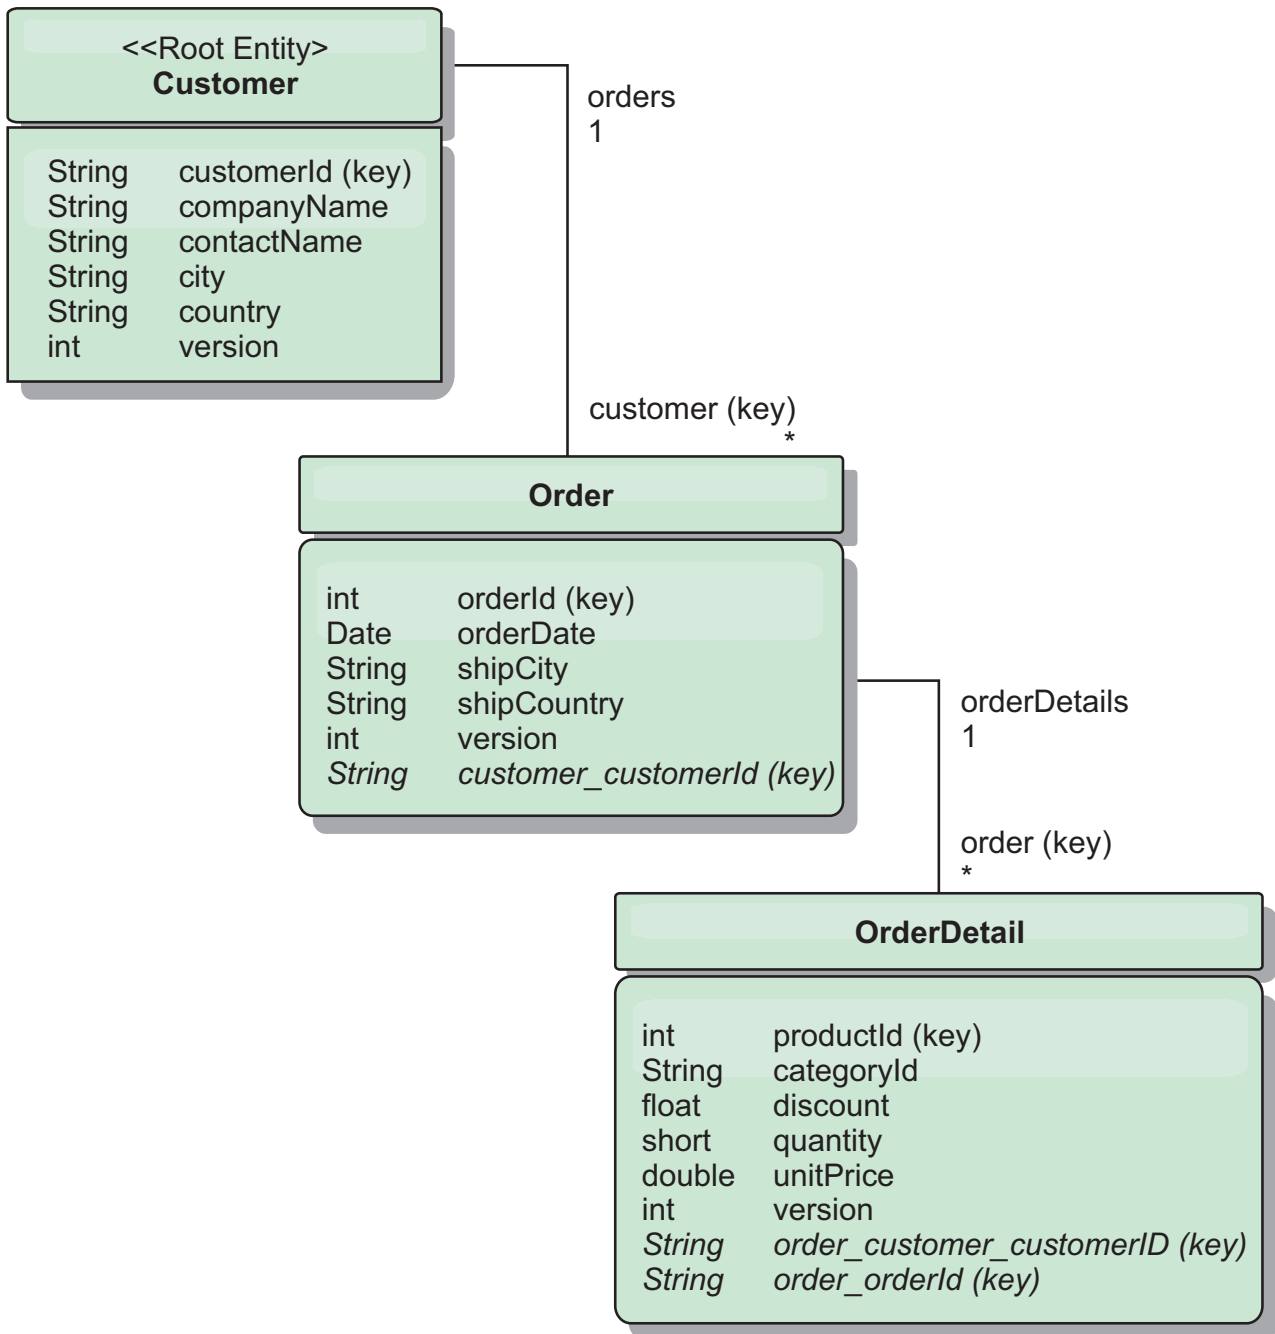 <<Root Entity>
Customer
String customerId (key)
String companyName
String contactName
String city
String country
int version
orders
1
customer (key)
*
Order
int orderId (key)
Date orderDate
String shipCity
String shipCountry
int version
String customer_customerId (key)
orderDetails
1
order (key)
*
OrderDetail
int productId (key)
String categoryId
float discount
short quantity
double unitPrice
int version
String order_customer_customerID (key)
String order_orderId (key)